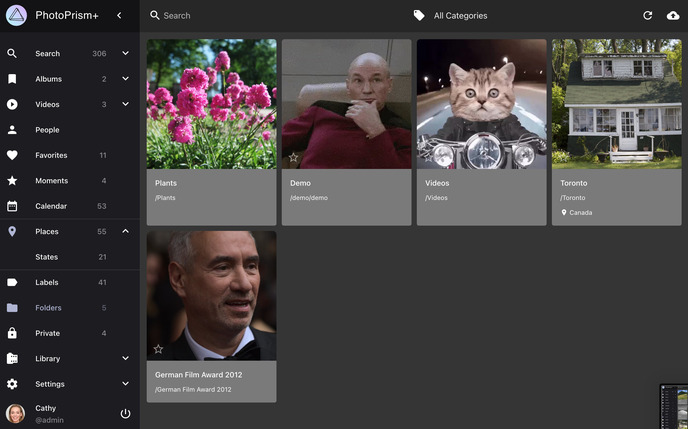 PhotoPrism+
Search
All Categories
Search 306
Albums 2
Videos 3
People
Favorites 11
Moments 4
Calendar 53
Places 55
States 21
Labels 41
Folders 5
Private 4
Library
Settings
Cathy
@admin
Plants
/Plants
Demo
/demo/demo
Videos
/Videos
Toronto
/Toronto
Canada
German Film Award 2012
/German Film Award 2012